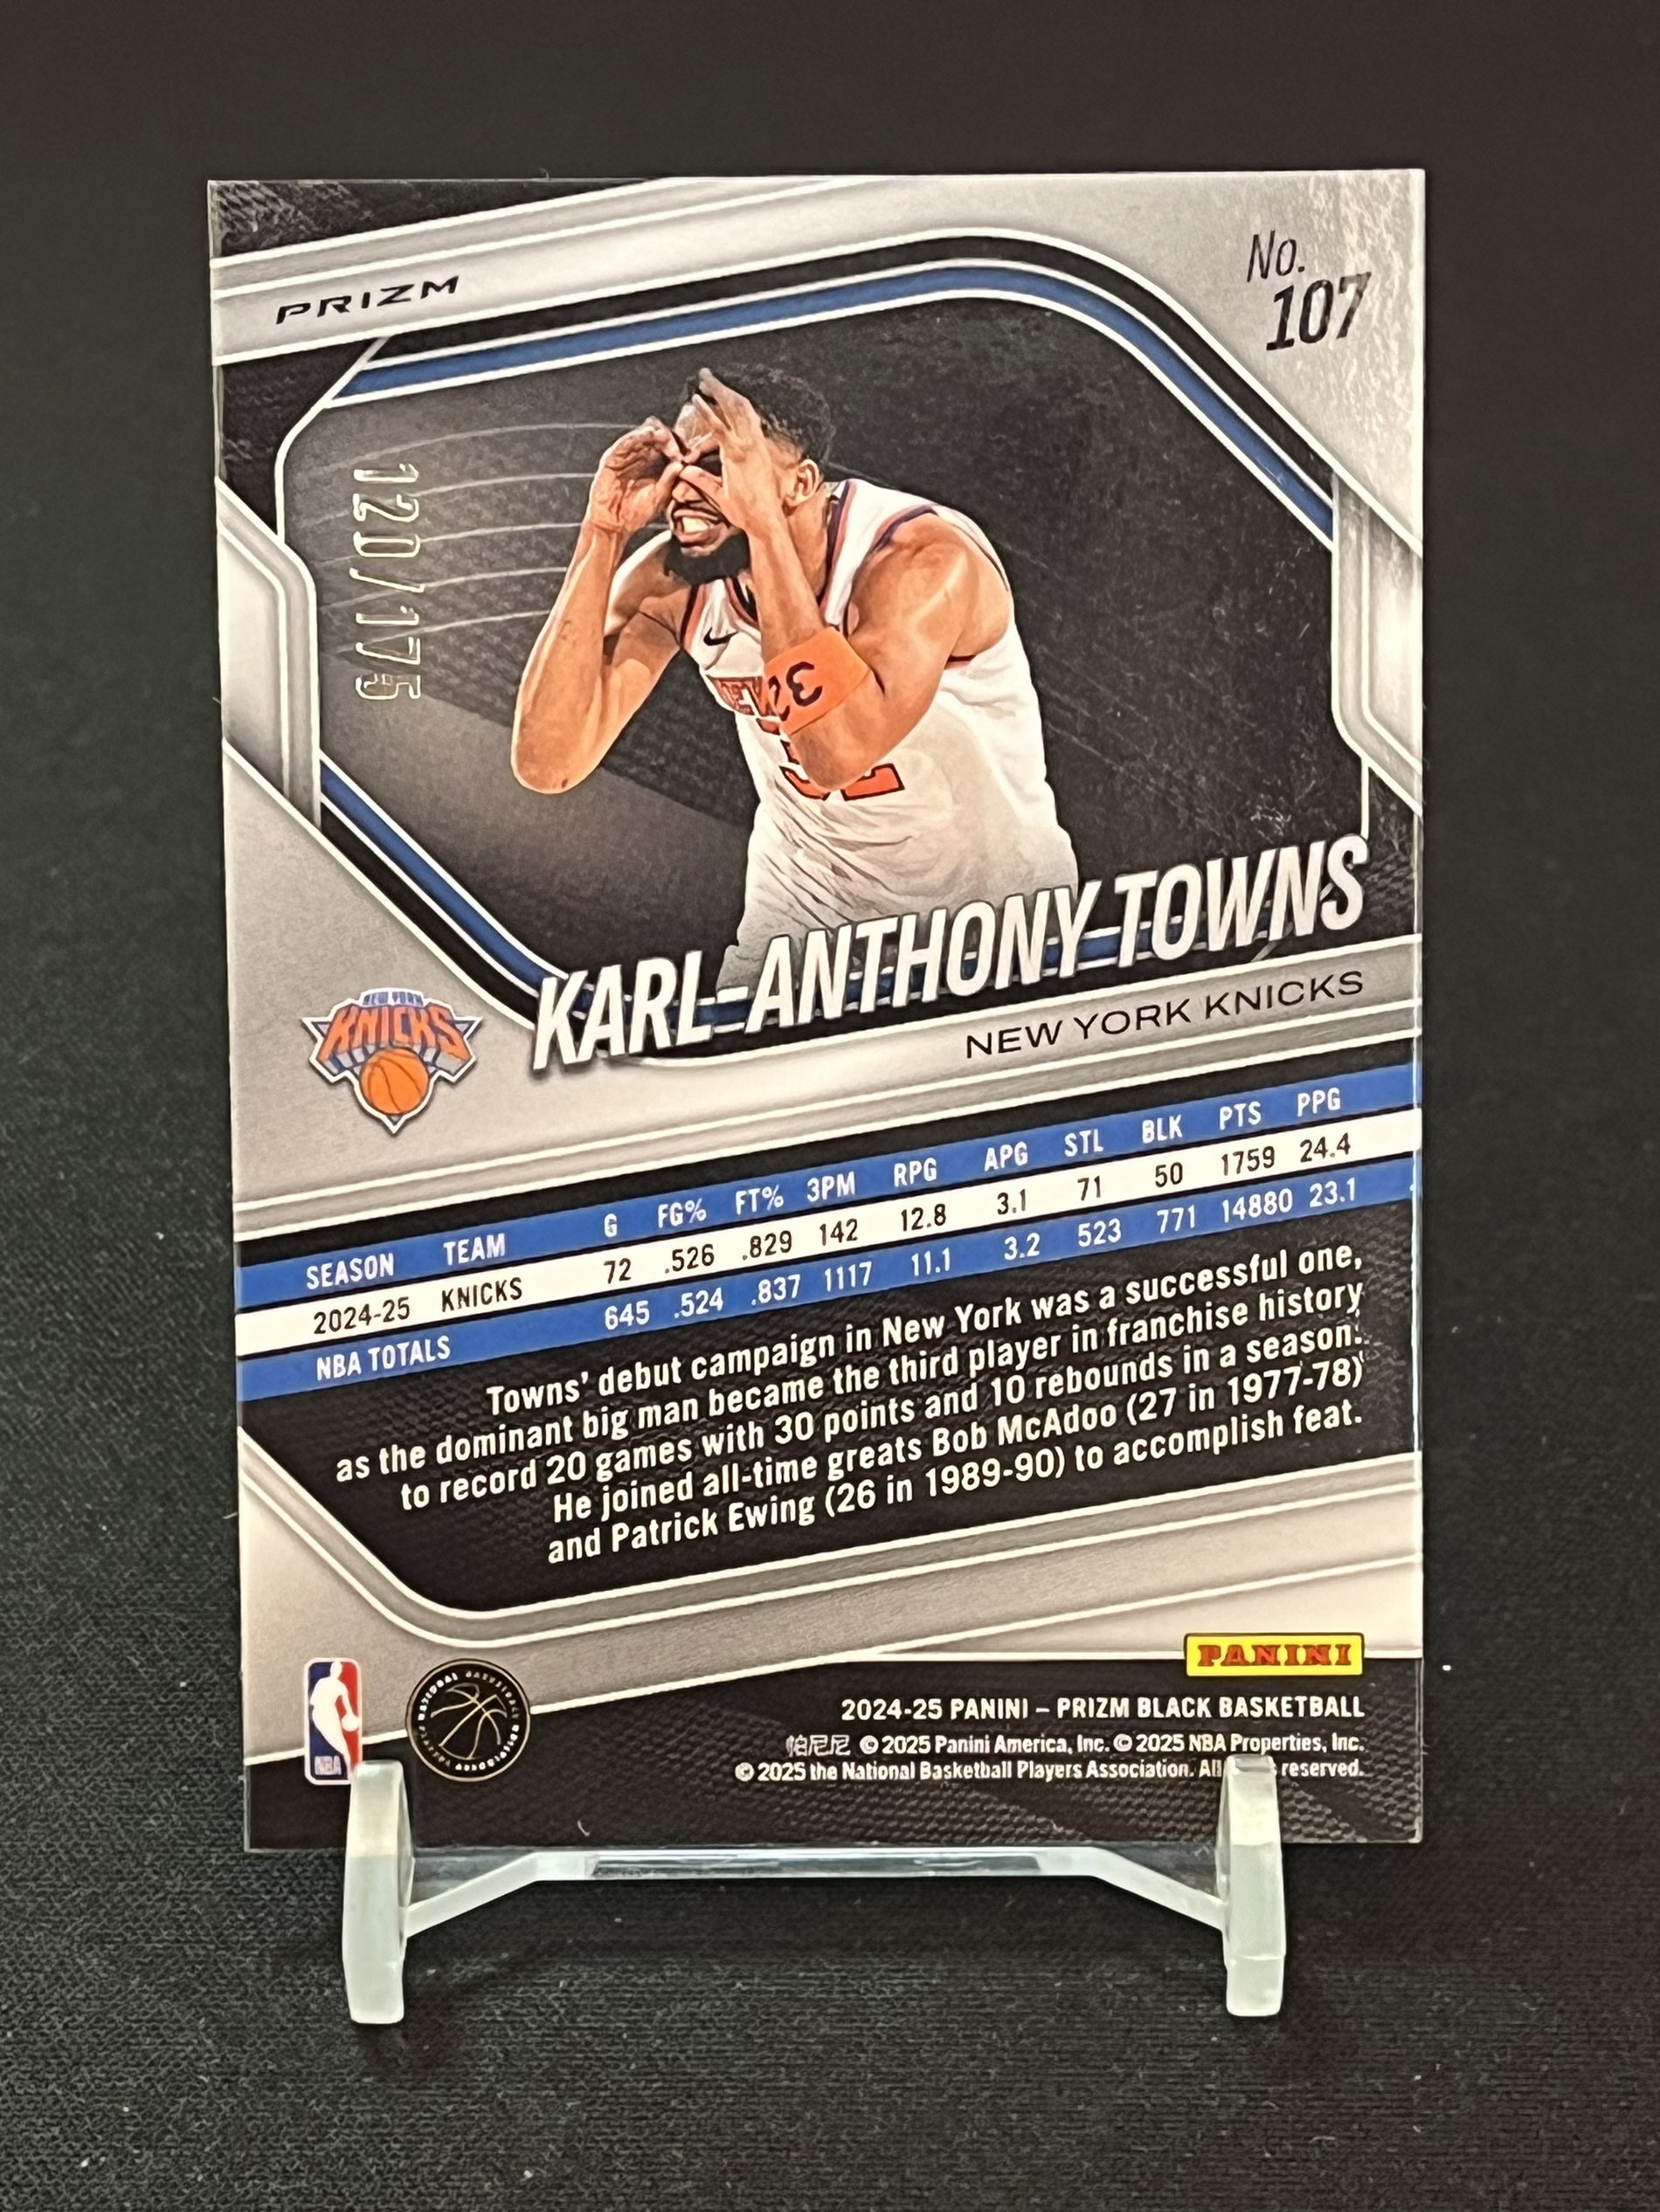 PRIZM
No.
107
120/175
32
32
KARL-ANTHONY TOWNS
NEW YORK KNICKS
NEW YORK
KNICKS
SEASON TEAM G FG% FT% 3PM RPG APG STL BLK PTS PPG
2024-25 KNICKS 72 .526 .829 142 12.8 3.1 71 50 1759 24.4
NBA TOTALS 645 .524 .837 1117 11.1 3.2 523 771 14880 23.1
Towns' debut campaign in New York was a successful one,
as the dominant big man became the third player in franchise history
to record 20 games with 30 points and 10 rebounds in a season.
He joined all-time greats Bob McAdoo (27 in 1977-78)
and Patrick Ewing (26 in 1989-90) to accomplish feat.
PANINI
NBA
2024-25 PANINI – PRIZM BLACK BASKETBALL
帕尼尼 © 2025 Panini America, Inc. © 2025 NBA Properties, Inc.
© 2025 the National Basketball Players Association. All reserved.